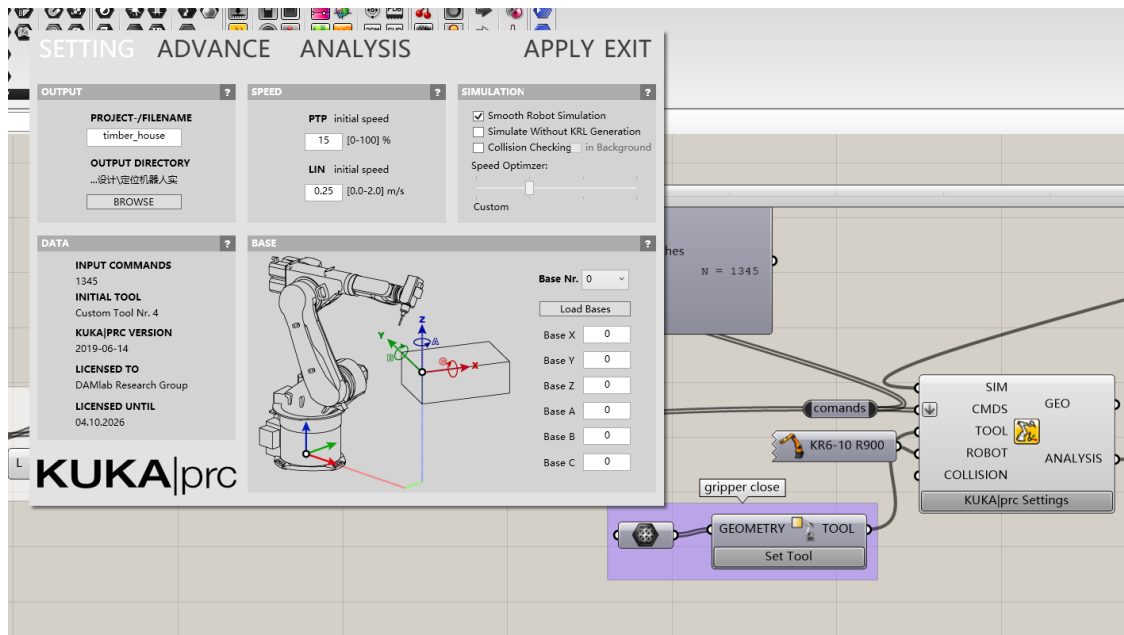 SETTING ADVANCE ANALYSIS APPLY EXIT
OUTPUT ?
PROJECT-/FILENAME
timber_house
OUTPUT DIRECTORY
...设计\定位机器人实
BROWSE
SPEED ?
PTP initial speed
15 [0-100] %
LIN initial speed
0.25 [0.0-2.0] m/s
SIMULATION ?
Smooth Robot Simulation
Simulate Without KRL Generation
Collision Checking in Background
Speed Optimzer:
Custom
DATA ?
INPUT COMMANDS
1345
INITIAL TOOL
Custom Tool Nr. 4
KUKA|PRC VERSION
2019-06-14
LICENSED TO
DAMlab Research Group
LICENSED UNTIL
04.10.2026
KUKA|prc
BASE ?
Z
A
Y
B
C
X
Base Nr. 0
Load Bases
Base X 0
Base Y 0
Base Z 0
Base A 0
Base B 0
Base C 0
hes
N = 1345
L
comands
KR6-10 R900
gripper close
GEOMETRY TOOL
Set Tool
SIM
CMDS
TOOL
ROBOT
COLLISION
GEO
ANALYSIS
KUKA|prc Settings